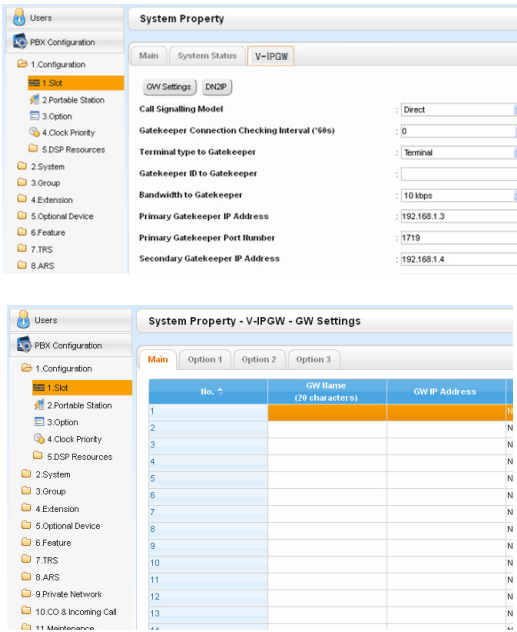 Users
System Property
PBX Configuration
Main
System Status
V-IPGW
1.Configuration
1.Slot
GW Settings
DN2IP
2.Portable Station
Call Signalling Model
: Direct
3.Option
Gatekeeper Connection Checking Interval (*60s)
: 0
4.Clock Priority
Terminal type to Gatekeeper
: Terminal
5.DSP Resources
2.System
Gatekeeper ID to Gatekeeper
:
3.Group
4.Extension
Bandwidth to Gatekeeper
: 10 kbps
5.Optional Device
Primary Gatekeeper IP Address
: 192.168.1.3
6.Feature
Primary Gatekeeper Port Number
: 1719
7.TRS
Secondary Gatekeeper IP Address
: 192.168.1.4
8.ARS
Users
System Property - V-IPGW - GW Settings
PBX Configuration
Main
Option 1
Option 2
Option 3
1.Configuration
1.Slot
No.
GW Name
(20 characters)
GW IP Address
2.Portable Station
1
N
3.Option
2
N
4.Clock Priority
3
N
5.DSP Resources
4
N
2.System
5
N
3.Group
6
N
4.Extension
7
N
5.Optional Device
8
N
6.Feature
9
N
7.TRS
10
N
8.ARS
11
N
9.Private Network
12
N
10.CO & Incoming Call
13
N
11.Maintenance
14
N